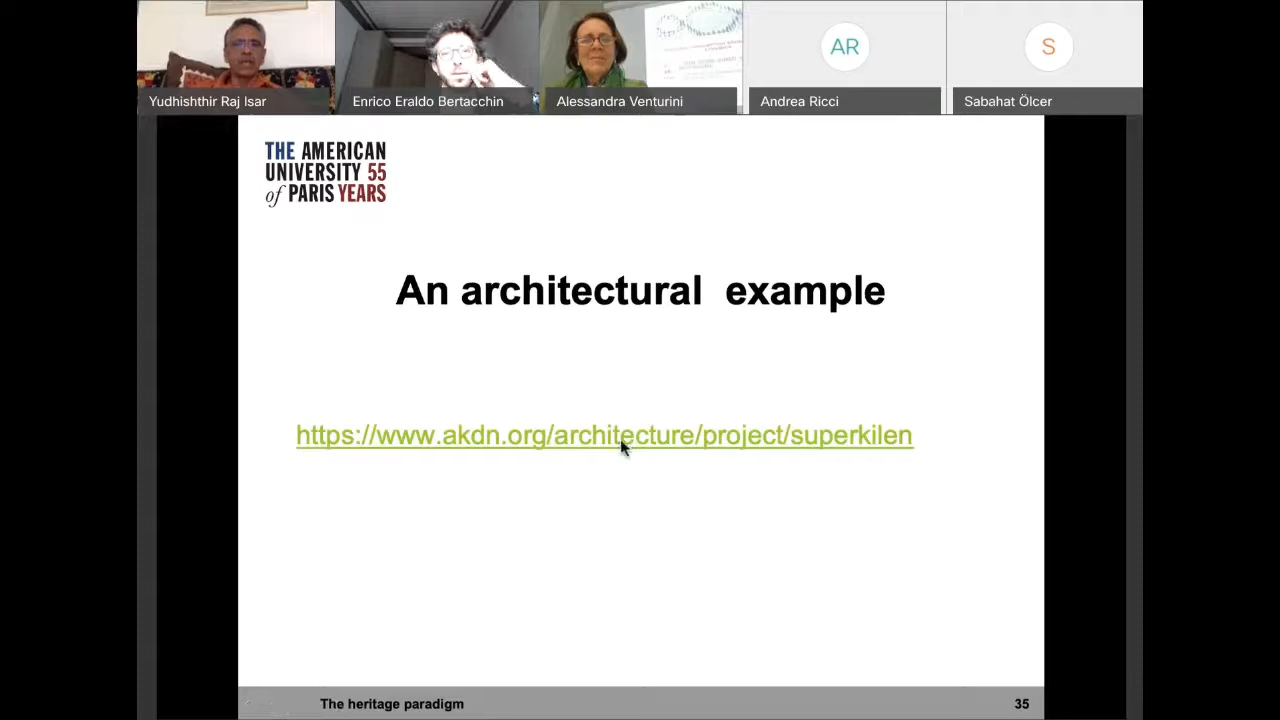 Yudhishthir Raj Isar
Enrico Eraldo Bertacchin
Alessandra Venturini
AR
Andrea Ricci
S
Sabahat Ölcer
THE AMERICAN
UNIVERSITY 55
of PARIS YEARS
An architectural example
https://www.akdn.org/architecture/project/superkilen
The heritage paradigm
35